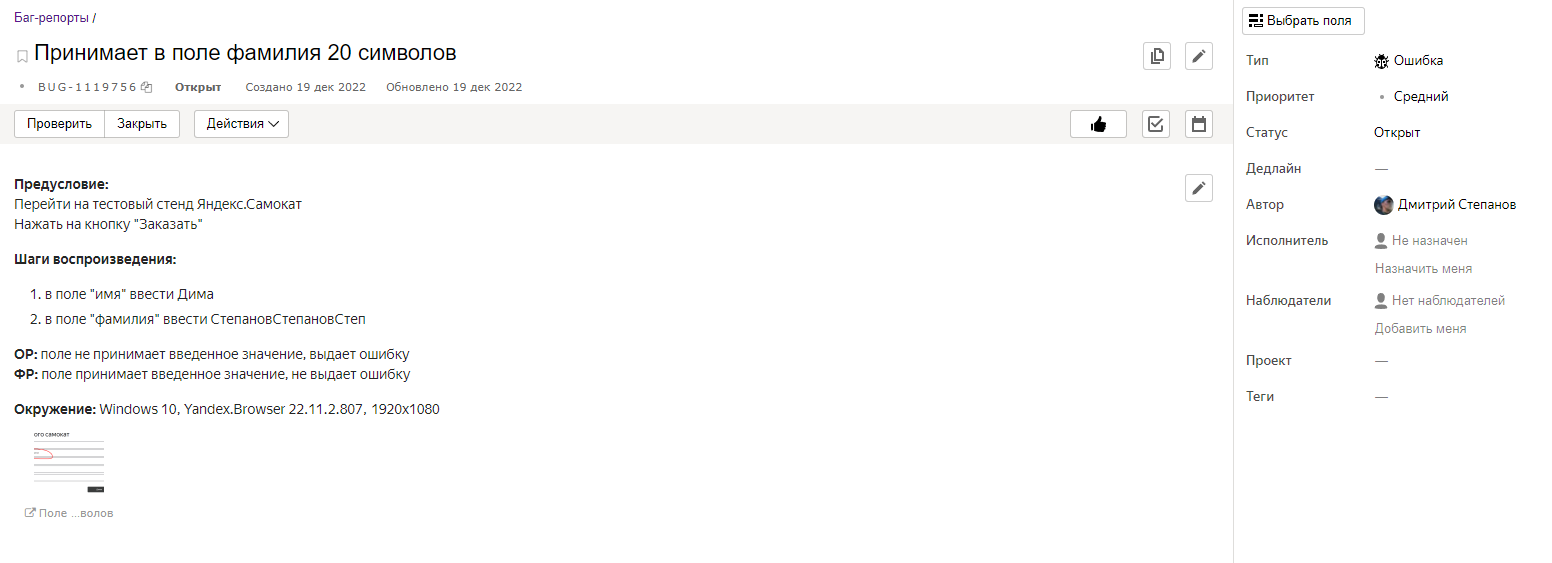 Баг-репорты /
Принимает в поле фамилия 20 символов
BUG-1119756 Открыт Создано 19 дек 2022 Обновлено 19 дек 2022
Проверить Закрыть Действия
Предусловие:
Перейти на тестовый стенд Яндекс.Самокат
Нажать на кнопку "Заказать"
Шаги воспроизведения:
1. в поле "имя" ввести Дима
2. в поле "фамилия" ввести СтепановСтепановСтеп
ОР: поле не принимает введенное значение, выдает ошибку
ФР: поле принимает введенное значение, не выдает ошибку
Окружение: Windows 10, Yandex.Browser 22.11.2.807, 1920x1080
ого самокат
Поле ...волов
Выбрать поля
Тип Ошибка
Приоритет Средний
Статус Открыт
Дедлайн —
Автор Дмитрий Степанов
Исполнитель Не назначен
Назначить меня
Наблюдатели Нет наблюдателей
Добавить меня
Проект —
Теги —